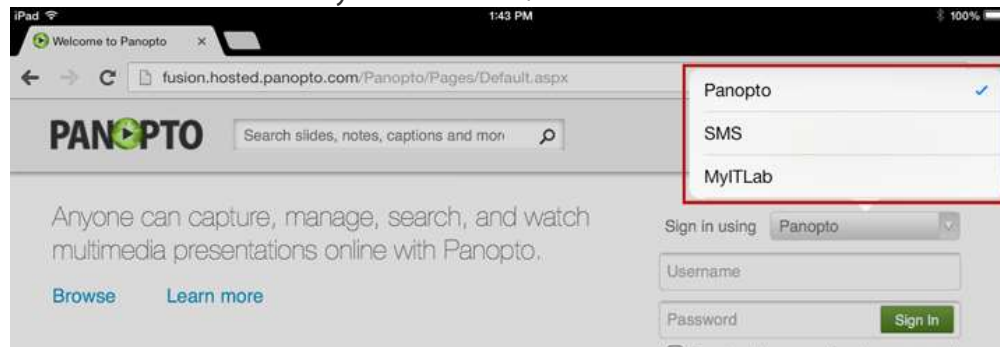 iPad 1:43 PM 100%
Welcome to Panopto
fusion.hosted.panopto.com/Panopto/Pages/Default.aspx
Panopto
SMS
MyITLab
PANOPTO
Search slides, notes, captions and mor
Anyone can capture, manage, search, and watch
multimedia presentations online with Panopto.
Browse Learn more
Sign in using Panopto
Username
Password Sign In